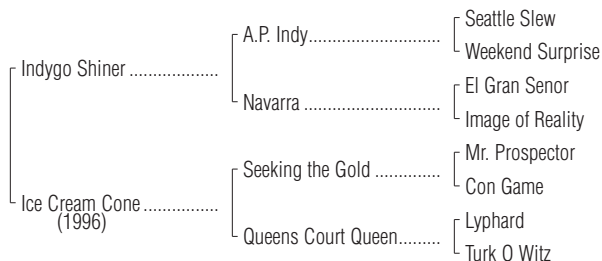 Seattle Slew
A.P. Indy..............................
Weekend Surprise
Indygo Shiner ...................
El Gran Senor
Navarra ..............................
Image of Reality
Mr. Prospector
Seeking the Gold ..............
Con Game
Ice Cream Cone................
(1996)
Lyphard
Queens Court Queen.........
Turk O Witz